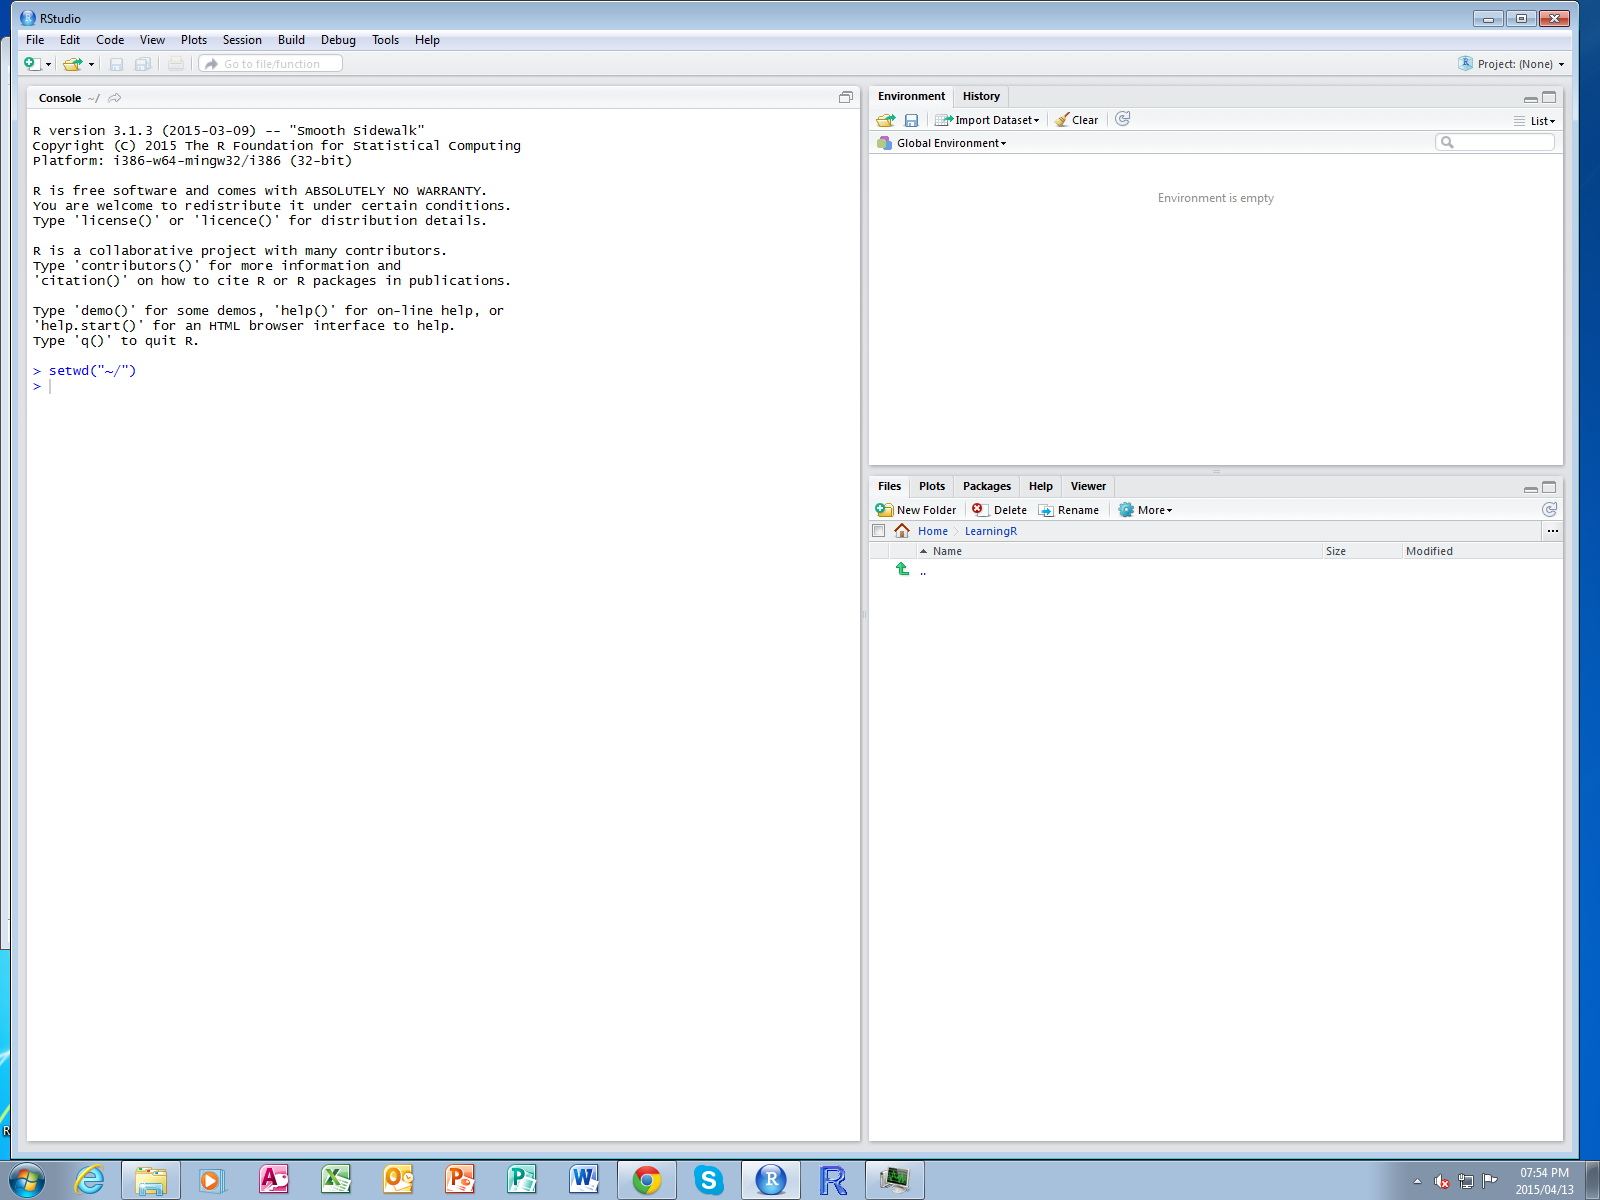 RStudio
File Edit Code View Plots Session Build Debug Tools Help
Go to file/function
Project: (None)
Console ~/
R version 3.1.3 (2015-03-09) -- "Smooth Sidewalk"
Copyright (C) 2015 The R Foundation for Statistical Computing
Platform: i386-w64-mingw32/i386 (32-bit)
R is free software and comes with ABSOLUTELY NO WARRANTY.
You are welcome to redistribute it under certain conditions.
Type 'license()' or 'licence()' for distribution details.
R is a collaborative project with many contributors.
Type 'contributors()' for more information and
'citation()' on how to cite R or R packages in publications.
Type 'demo()' for some demos, 'help()' for on-line help, or
'help.start()' for an HTML browser interface to help.
Type 'q()' to quit R.
> setwd("~/")
>
Environment History
Import Dataset Clear List
Global Environment
Environment is empty
Files Plots Packages Help Viewer
New Folder Delete Rename More
Home LearningR ...
Name Size Modified
..
R
07:54 PM
2015/04/13